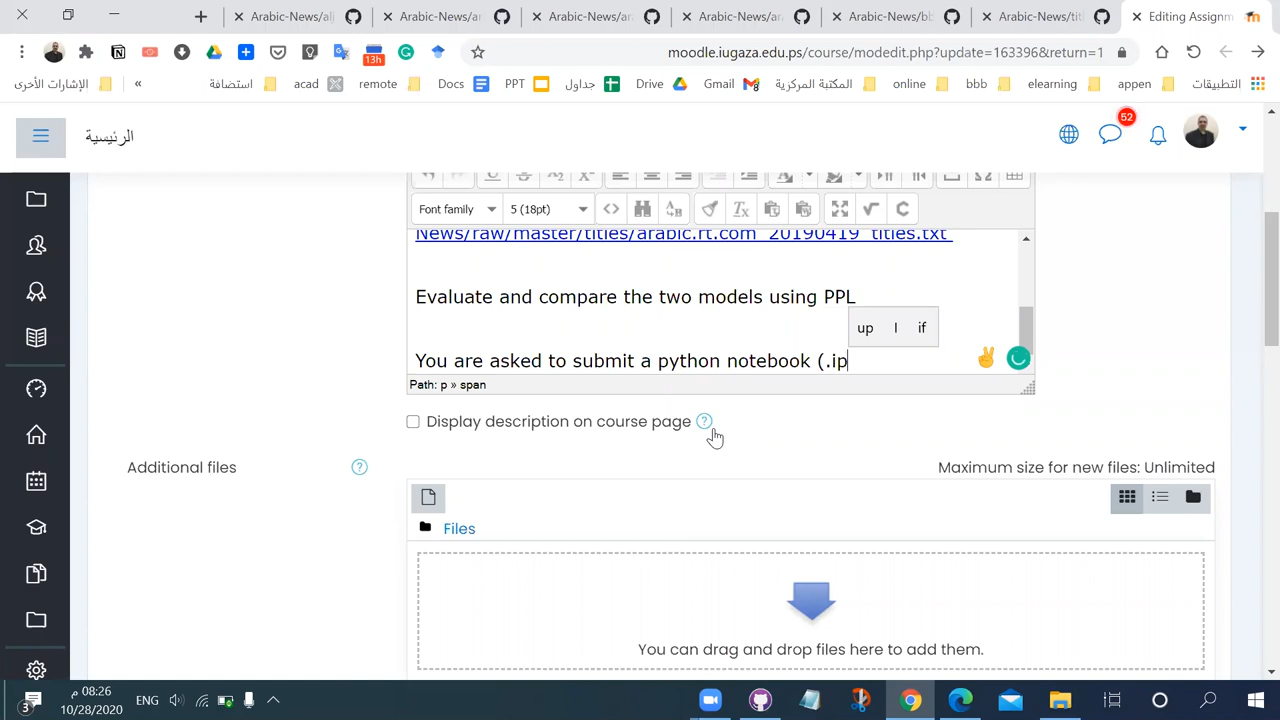 Arabic-News/alj
Arabic-News/ar
Arabic-News/ar
Arabic-News/ar
Arabic-News/bb
Arabic-News/titl
Editing Assignm
13h
moodle.iugaza.edu.ps/course/modedit.php?update=163396&return=1
الإشارات الأخرى
«
استضافة
acad
remote
Docs
PPT
جداول
Drive
Gmail
المكتبة المركزية
online
bbb
elearning
appen
التطبيقات
الرئيسية
52
Font family
5 (18pt)
News/raw/master/titles/arabic.rt.com_20190419_titles.txt
Evaluate and compare the two models using PPL
up I if
You are asked to submit a python notebook (.ip
Path: p » span
Display description on course page
Additional files
Maximum size for new files: Unlimited
Files
You can drag and drop files here to add them.
3
08:26 م
10/28/2020
ENG